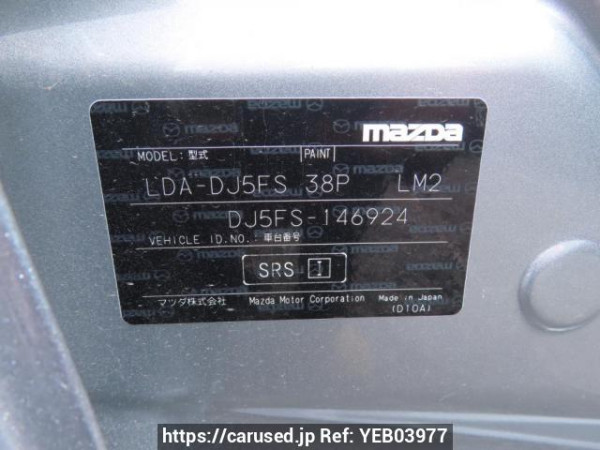 mazda
MODEL: 型式 PAINT
LDA-DJ5FS 38P LM2
DJ5FS-146924
VEHICLE ID.NO.: 車台番号
SRS I
マツダ株式会社 Mazda Motor Corporation Made in Japan
(D10A)
https://carused.jp Ref: YEB03977